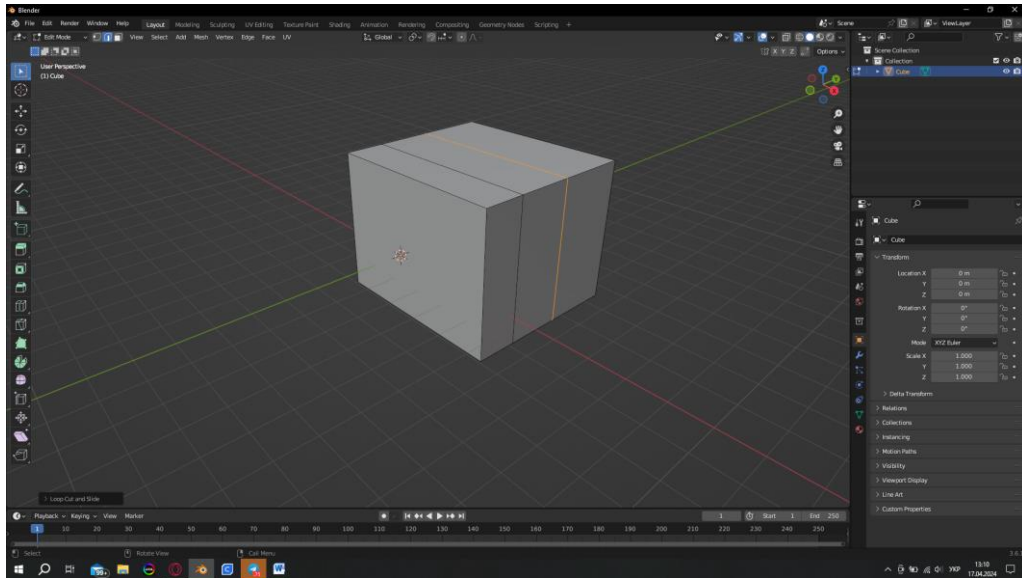 Blender
File Edit Render Window Help Layout Modeling Sculpting UV Editing Texture Paint Shading Animation Rendering Compositing Geometry Nodes Scripting + Scene ViewLayer
Edit Mode View Select Add Mesh Vertex Edge Face UV Global
X Y Z Options
User Perspective
(1) Cube
Scene Collection
Collection
Cube
Cube
Cube
Transform
Location X 0 m
Y 0 m
Z 0 m
Rotation X 0°
Y 0°
Z 0°
Mode XYZ Euler
Scale X 1.000
Y 1.000
Z 1.000
Delta Transform
Relations
Collections
Instancing
Motion Paths
Visibility
Viewport Display
Line Art
Custom Properties
Loop Cut and Slide
Playback Keying View Marker 1 Start 1 End 250
1 10 20 30 40 50 60 70 80 90 100 110 120 130 140 150 160 170 180 190 200 210 220 230 240 250
Select Rotate View Call Menu
99+
УКР
13:10
17.04.2024